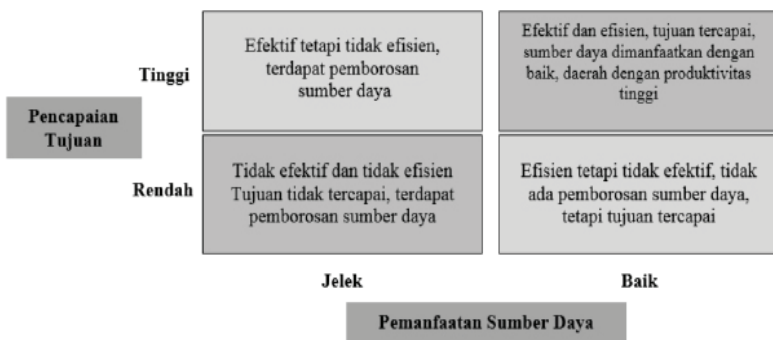 Efektif tetapi tidak efisien,
terdapat pemborosan
sumber daya
Efektif dan efisien, tujuan tercapai,
sumber daya dimanfaatkan dengan
baik, daerah dengan produktivitas
tinggi
Tinggi
Pencapaian
Tujuan
Rendah
Tidak efektif dan tidak efisien
Tujuan tidak tercapai, terdapat
pemborosan sumber daya
Efisien tetapi tidak efektif, tidak
ada pemborosan sumber daya,
tetapi tujuan tercapai
Jelek
Baik
Pemanfaatan Sumber Daya